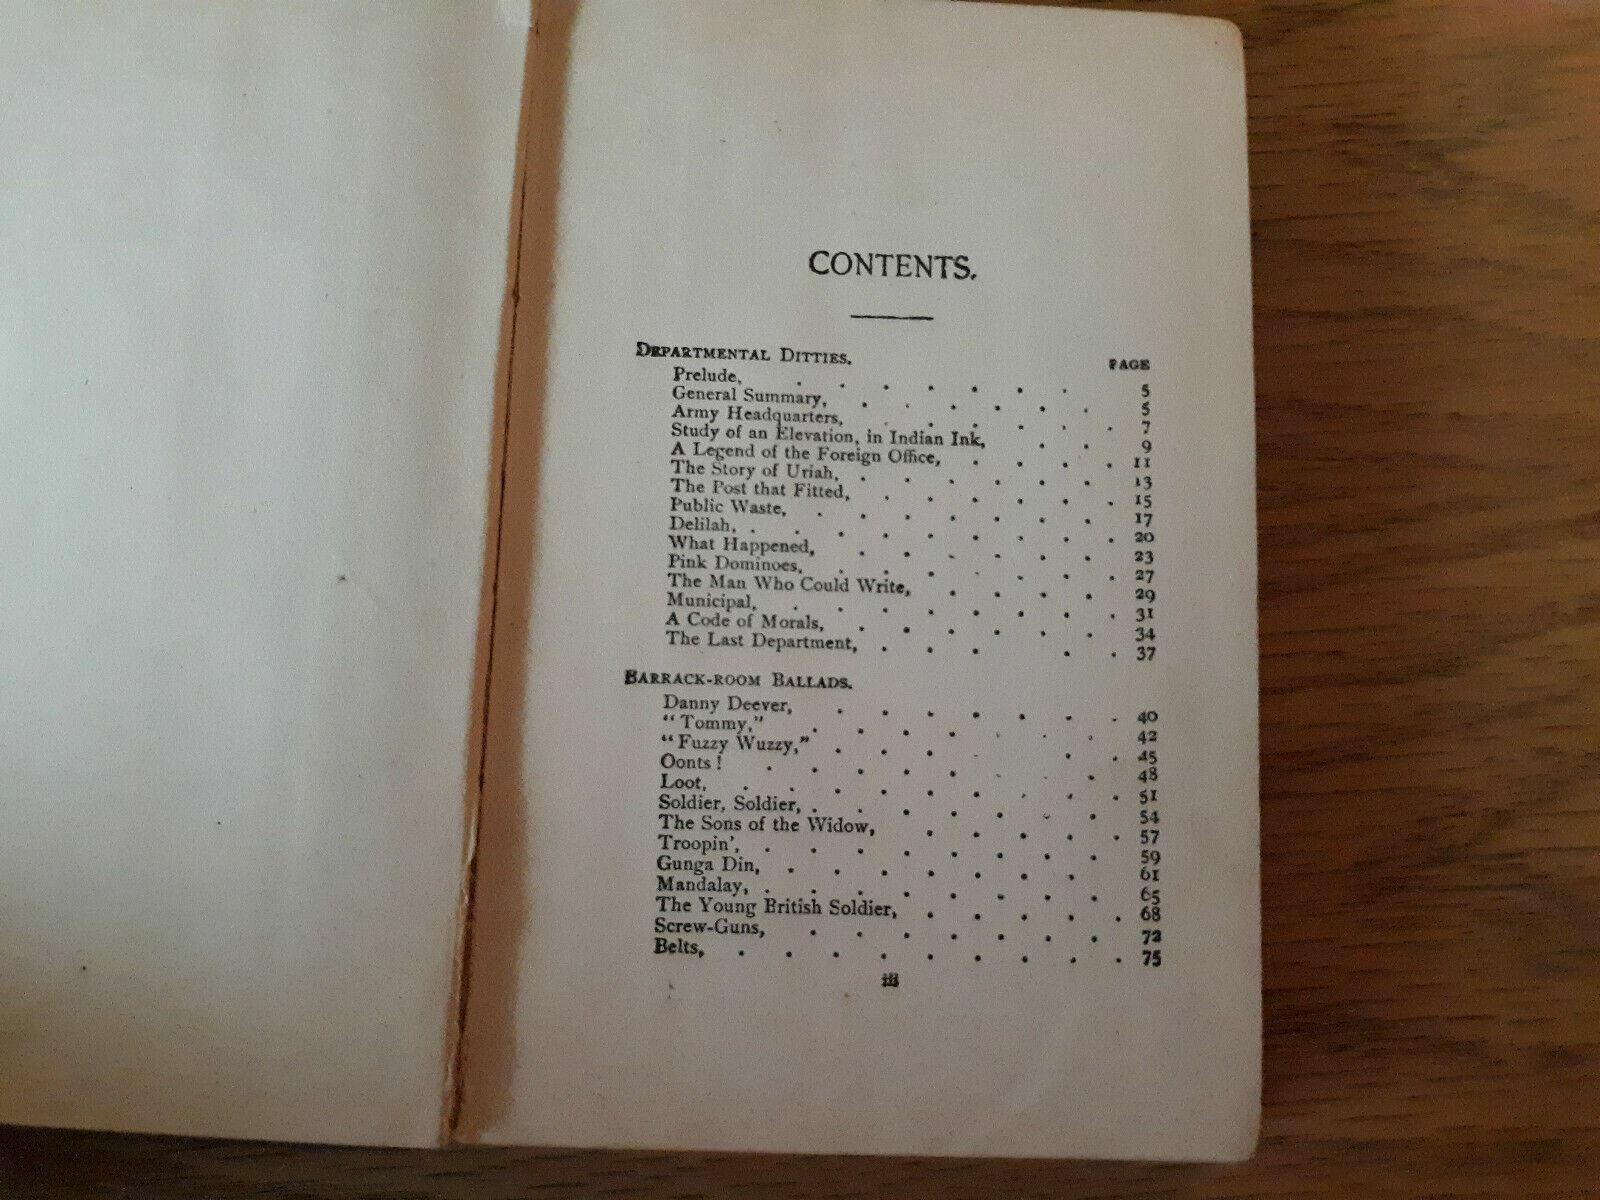 CONTENTS.
DEPARTMENTAL DITTIES. PAGE
Prelude, . . . . . . . 5
General Summary, . . . . . . 5
Army Headquarters, . . . . . . 7
Study of an Elevation, in Indian Ink, . . . 9
A Legend of the Foreign Office, . . . . 11
The Story of Uriah, . . . . . . 13
The Post that Fitted, . . . . . . 15
Public Waste, . . . . . . . 17
Delilah, . . . . . . . . . 20
What Happened, . . . . . . 23
Pink Dominoes, . . . . . . . 27
The Man Who Could Write, . . . . 29
Municipal, . . . . . . . . 31
A Code of Morals, . . . . . . 34
The Last Department, . . . . . 37
BARRACK-ROOM BALLADS.
Danny Deever, . . . . . . . 40
"Tommy," . . . . . . . 42
"Fuzzy Wuzzy," . . . . . 45
Oonts ! . . . . . . . . 48
Loot, . . . . . . . . . 51
Soldier, Soldier, . . . . . . . 54
The Sons of the Widow, . . . . . 57
Troopin', . . . . . . . . 59
Gunga Din, . . . . . . . 61
Mandalay, . . . . . . . . 65
The Young British Soldier, . . . . . 68
Screw-Guns, . . . . . . . 72
Belts, . . . . . . . . . 75
iii